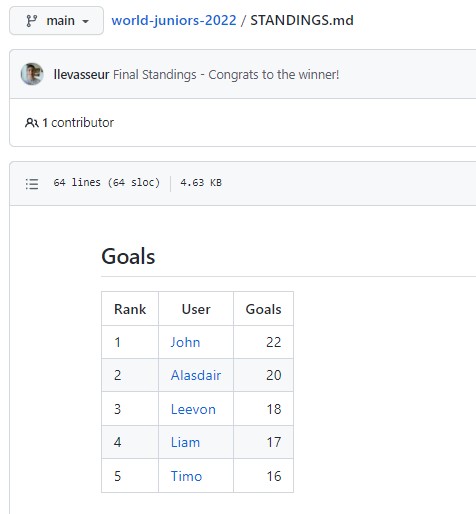 main
world-juniors-2022 / STANDINGS.md
llevasseur Final Standings - Congrats to the winner!
1 contributor
64 lines (64 sloc) 4.63 KB
Goals
Rank User Goals
1 John 22
2 Alasdair 20
3 Leevon 18
4 Liam 17
5 Timo 16